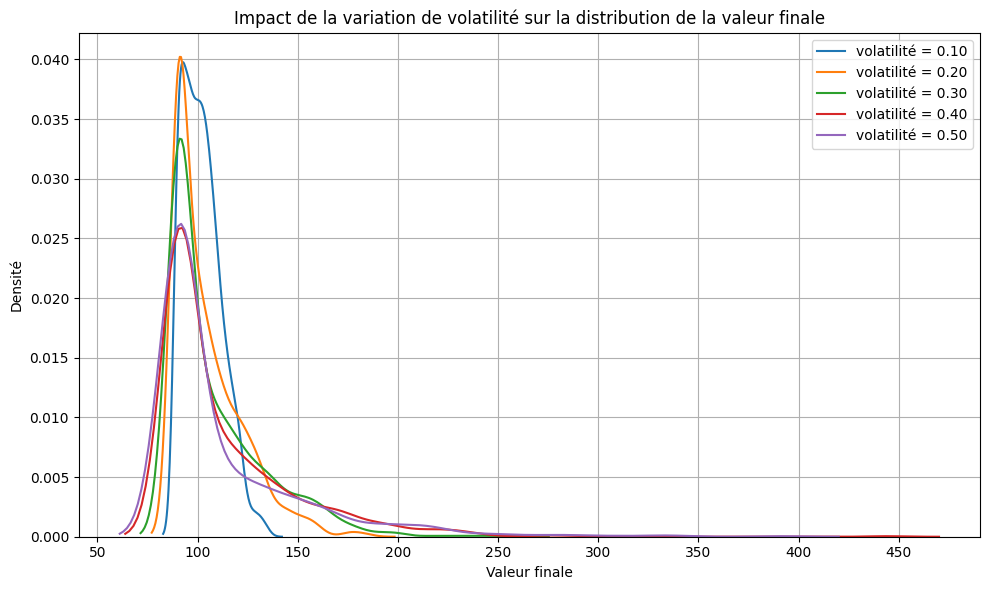 Impact de la variation de volatilité sur la distribution de la valeur finale
volatilité = 0.10
volatilité = 0.20
volatilité = 0.30
volatilité = 0.40
volatilité = 0.50
Densité
0.040
0.035
0.030
0.025
0.020
0.015
0.010
0.005
0.000
50 100 150 200 250 300 350 400 450
Valeur finale